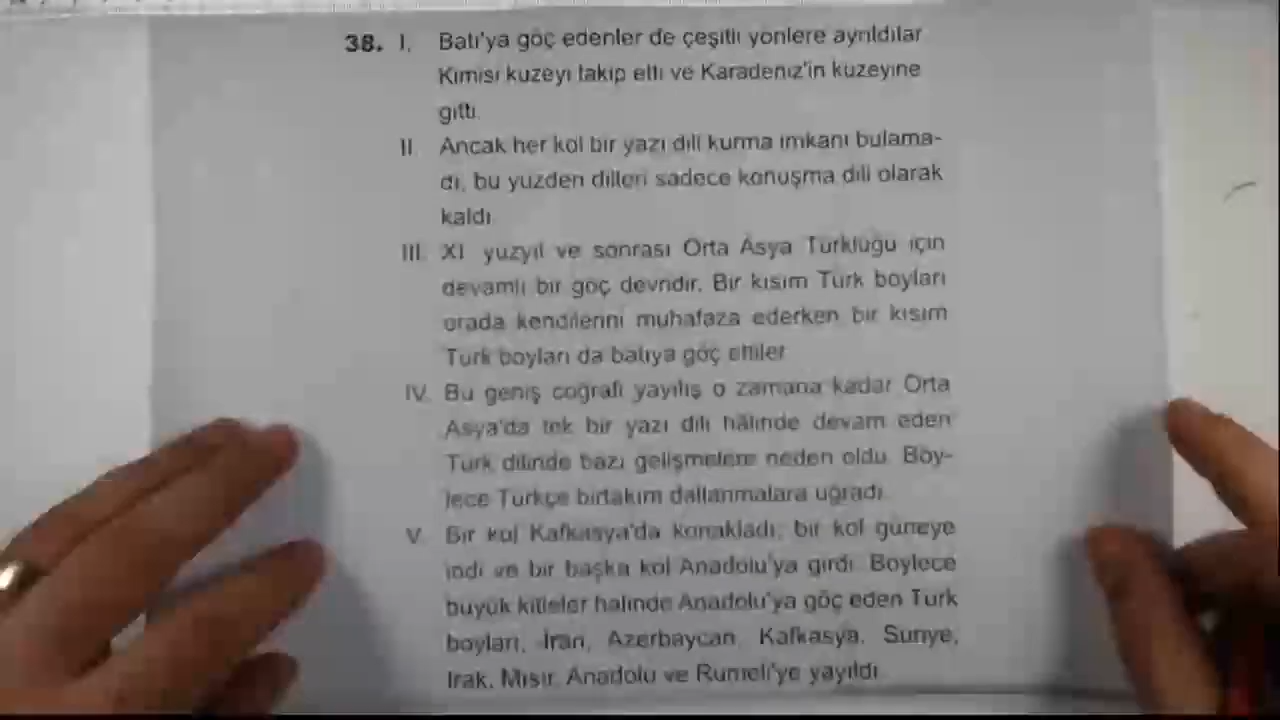 38. I. Batı'ya göç edenler de çeşitli yönlere ayrıldılar
Kimisi kuzeyi takip etti ve Karadeniz'in kuzeyine
gitti.
II. Ancak her kol bir yazı dili kurma imkanı bulama-
dı, bu yüzden dilleri sadece konuşma dili olarak
kaldı.
III. XI. yüzyıl ve sonrası Orta Asya Türklüğü için
devamlı bir göç devridir. Bir kısım Türk boyları
orada kendilerini muhafaza ederken bir kısım
Türk boyları da batıya göç ettiler.
IV. Bu geniş coğrafi yayılış o zamana kadar Orta
Asya'da tek bir yazı dili hâlinde devam eden
Türk dilinde bazı gelişmelere neden oldu. Böy-
lece Türkçe birtakım dallanmalara uğradı.
V. Bir kol Kafkasya'da konakladı, bir kol güneye
indi ve bir başka kol Anadolu'ya girdi. Böylece
büyük kitleler halinde Anadolu'ya göç eden Türk
boyları, İran, Azerbaycan, Kafkasya, Suriye,
Irak, Mısır, Anadolu ve Rumeli'ye yayıldı.